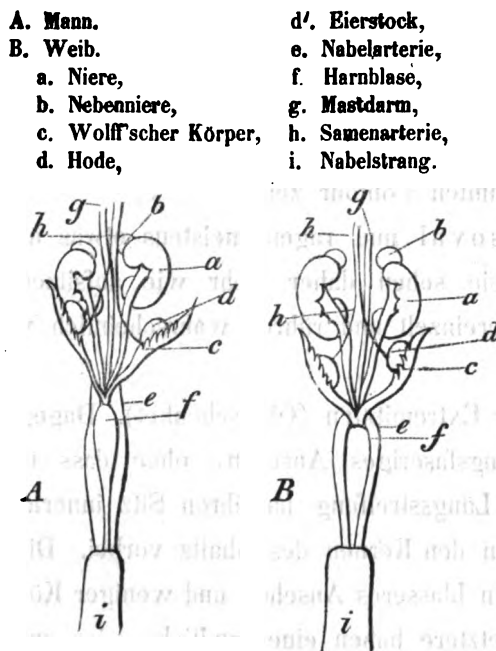 A. Mann.
B. Weib.
a. Niere,
b. Nebenniere,
c. Wolff'scher Körper,
d. Hode,
d'. Eierstock,
e. Nabelarterie,
f. Harnblase,
g. Mastdarm,
h. Samenarterie,
i. Nabelstrang.
g b
h
a
d
c
e
f
A
i
g
h b
a
h
d
c
e
f
B
i